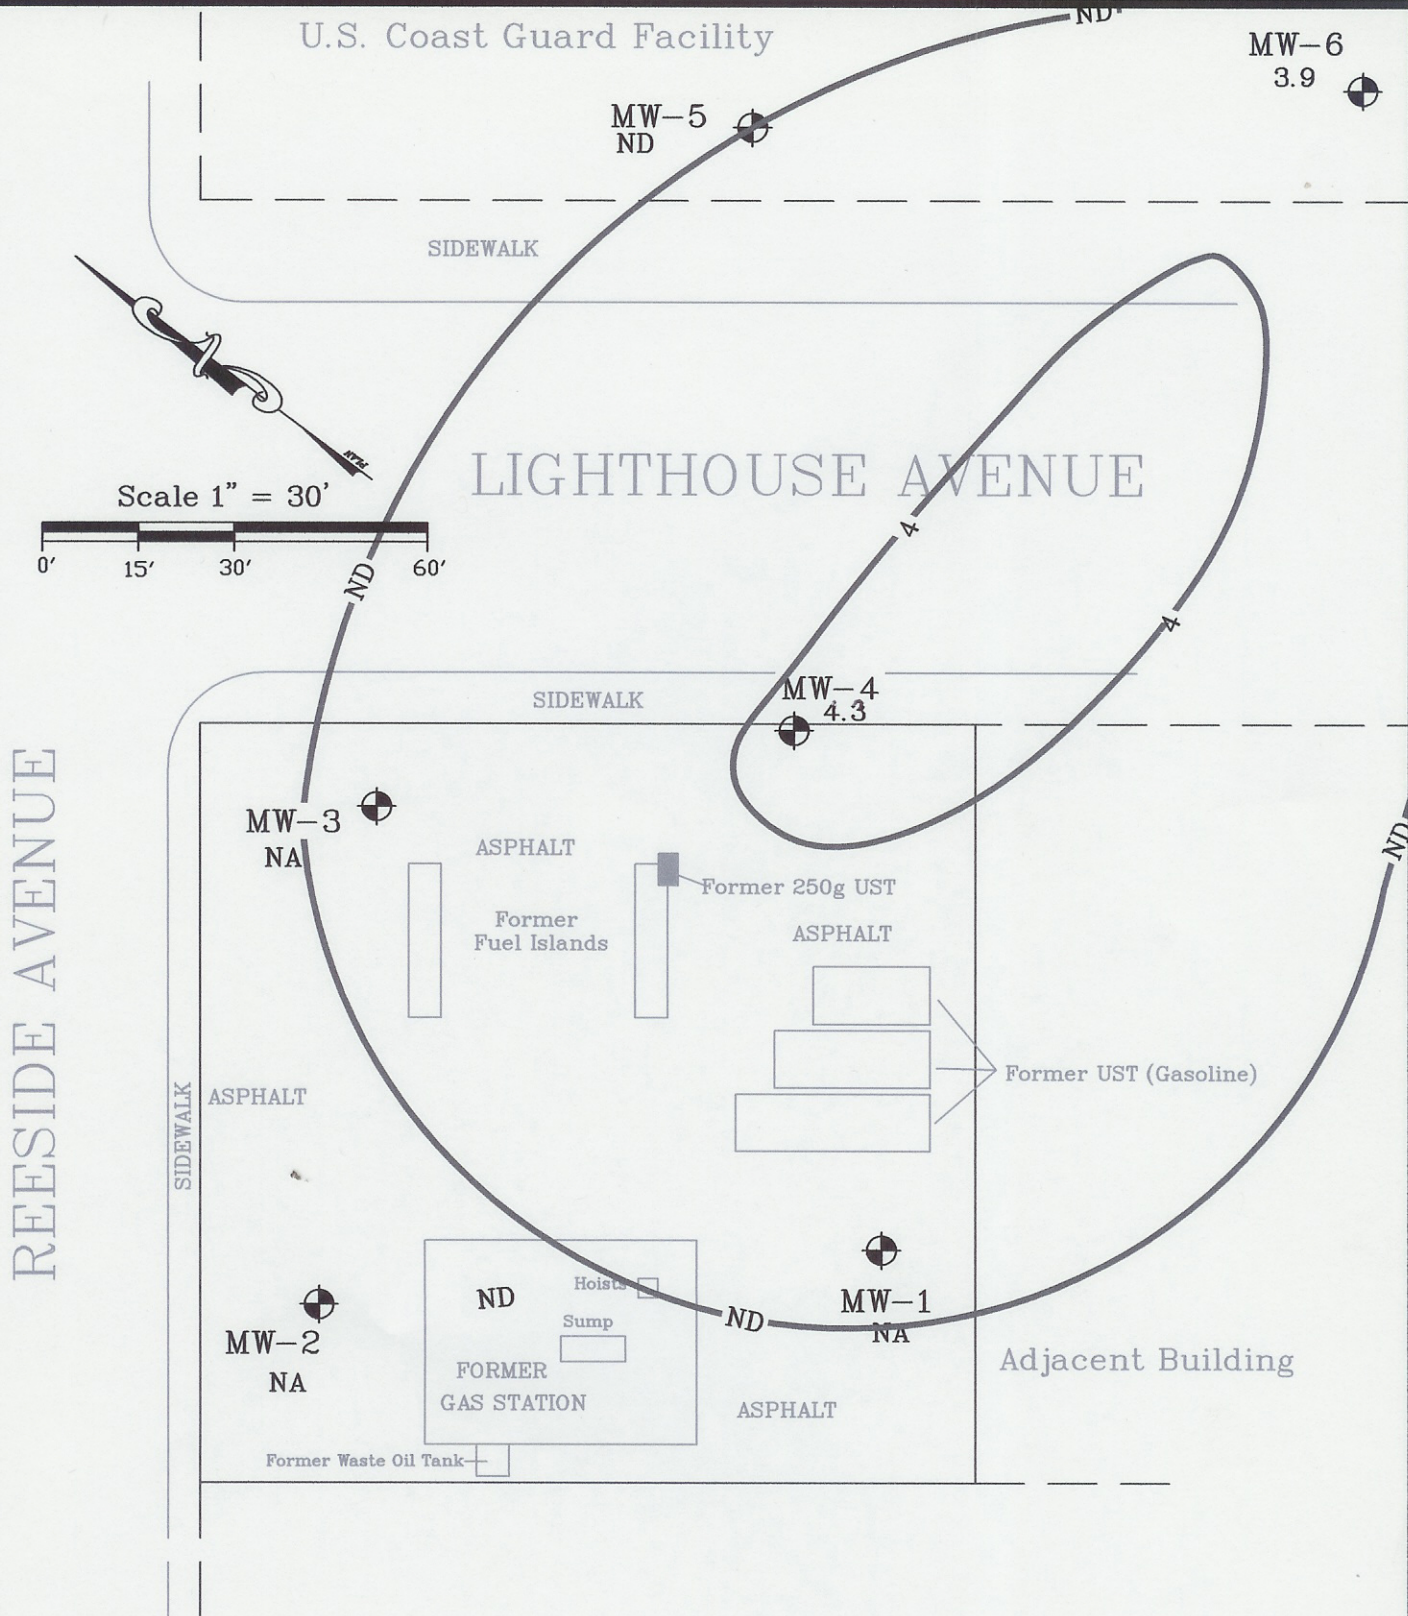 ND
U.S. Coast Guard Facility
MW-6
3.9
MW-5
ND
SIDEWALK
PLAN
LIGHTHOUSE AVENUE
Scale 1" = 30'
0' 15' 30' 60'
4
ND
4
MW-4
4.3
SIDEWALK
REESIDE AVENUE
MW-3
NA
ASPHALT
ND
Former 250g UST
Former
Fuel Islands
ASPHALT
Former UST (Gasoline)
SIDEWALK
ASPHALT
Hoists
ND
MW-1
NA
Sump
ND
MW-2
NA
FORMER
GAS STATION
Adjacent Building
ASPHALT
Former Waste Oil Tank